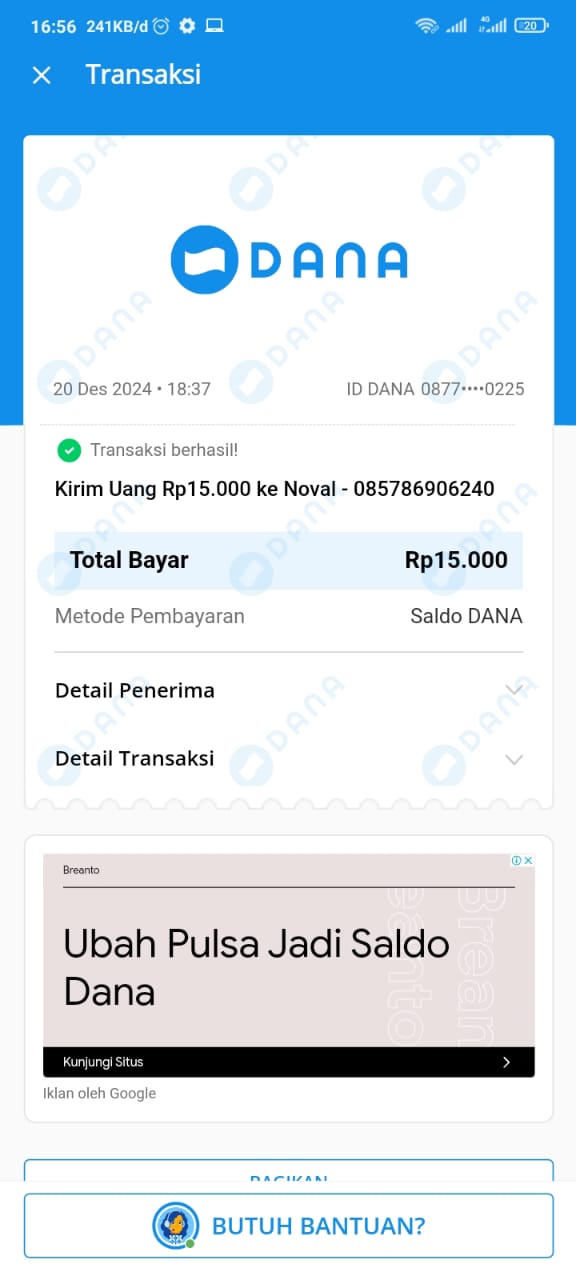 16:56 241KB/d
4G
20
Transaksi
DANA
20 Des 2024 • 18:37
ID DANA 0877••••0225
Transaksi berhasil!
Kirim Uang Rp15.000 ke Noval - 085786906240
Total Bayar Rp15.000
Metode Pembayaran Saldo DANA
Detail Penerima
Detail Transaksi
Breanto
Ubah Pulsa Jadi Saldo
Dana
Kunjungi Situs
Iklan oleh Google
BAGIKAN
BUTUH BANTUAN?